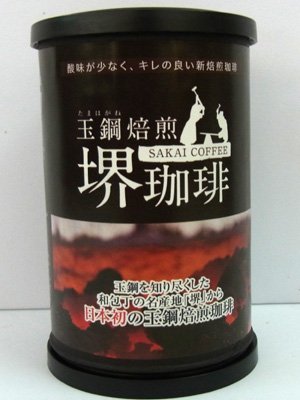 酸味が少なく、キレの良い新焙煎珈琲
たまはがね
玉鋼焙煎
SAKAI COFFEE
堺珈琲
玉鋼を知り尽くした
和包丁の名産地「堺」から
日本初の玉鋼焙煎珈琲